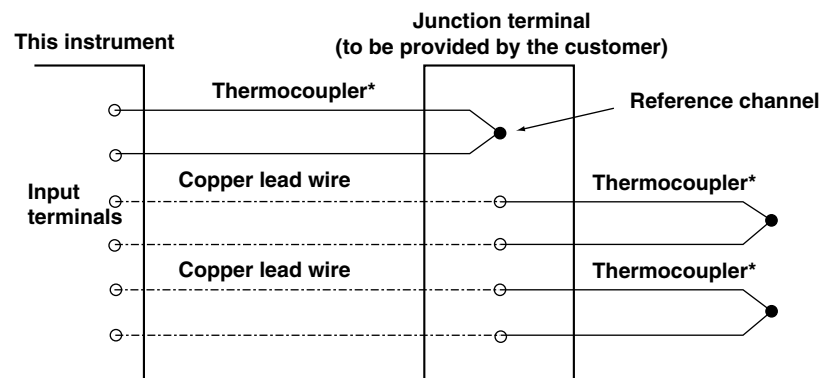 Junction terminal
(to be provided by the customer)
This instrument
Thermocoupler*
Reference channel
Copper lead wire
Thermocoupler*
Input
terminals
Copper lead wire
Thermocoupler*